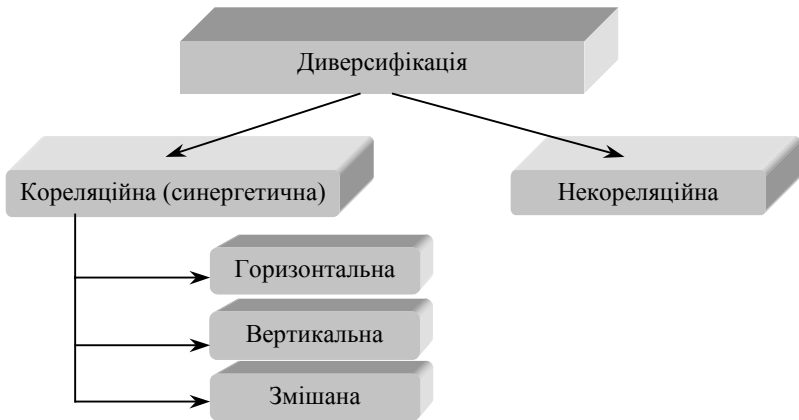 Диверсифікація
Кореляційна (синергетична)
Некореляційна
Горизонтальна
Вертикальна
Змішана